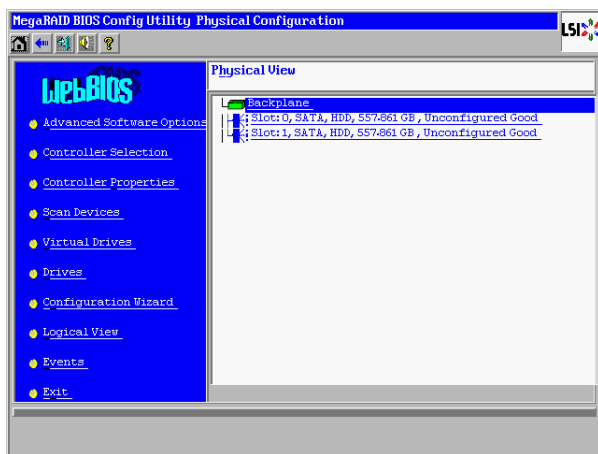 MegaRAID BIOS Config Utility Physical Configuration
LSI
WebBIOS
Physical View
Backplane
Slot: 0, SATA, HDD, 557.861 GB , Unconfigured Good
Slot: 1, SATA, HDD, 557.861 GB , Unconfigured Good
Advanced Software Options
Controller Selection
Controller Properties
Scan Devices
Virtual Drives
Drives
Configuration Wizard
Logical View
Events
Exit